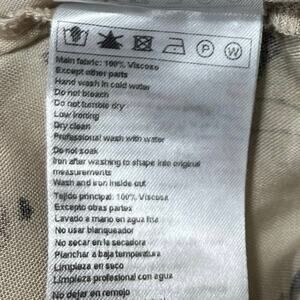 P W
Main fabric: 100% Viscose
Except other parts
Hand wash in cold water
Do not bleach
Do not tumble dry
Low ironing
Dry clean
Professional wash with water
Do not soak
Iron after washing to shape into original
measurements
Wash and iron inside out
Tejido principal: 100% Viscosa
Excepto otras partes
Lavado a mano en agua fria
No usar blanqueador
No secar en la secadora
Planchar a baja temperatura
Limpieza en seco
Limpieza profesional con agua
No dejar en remojo